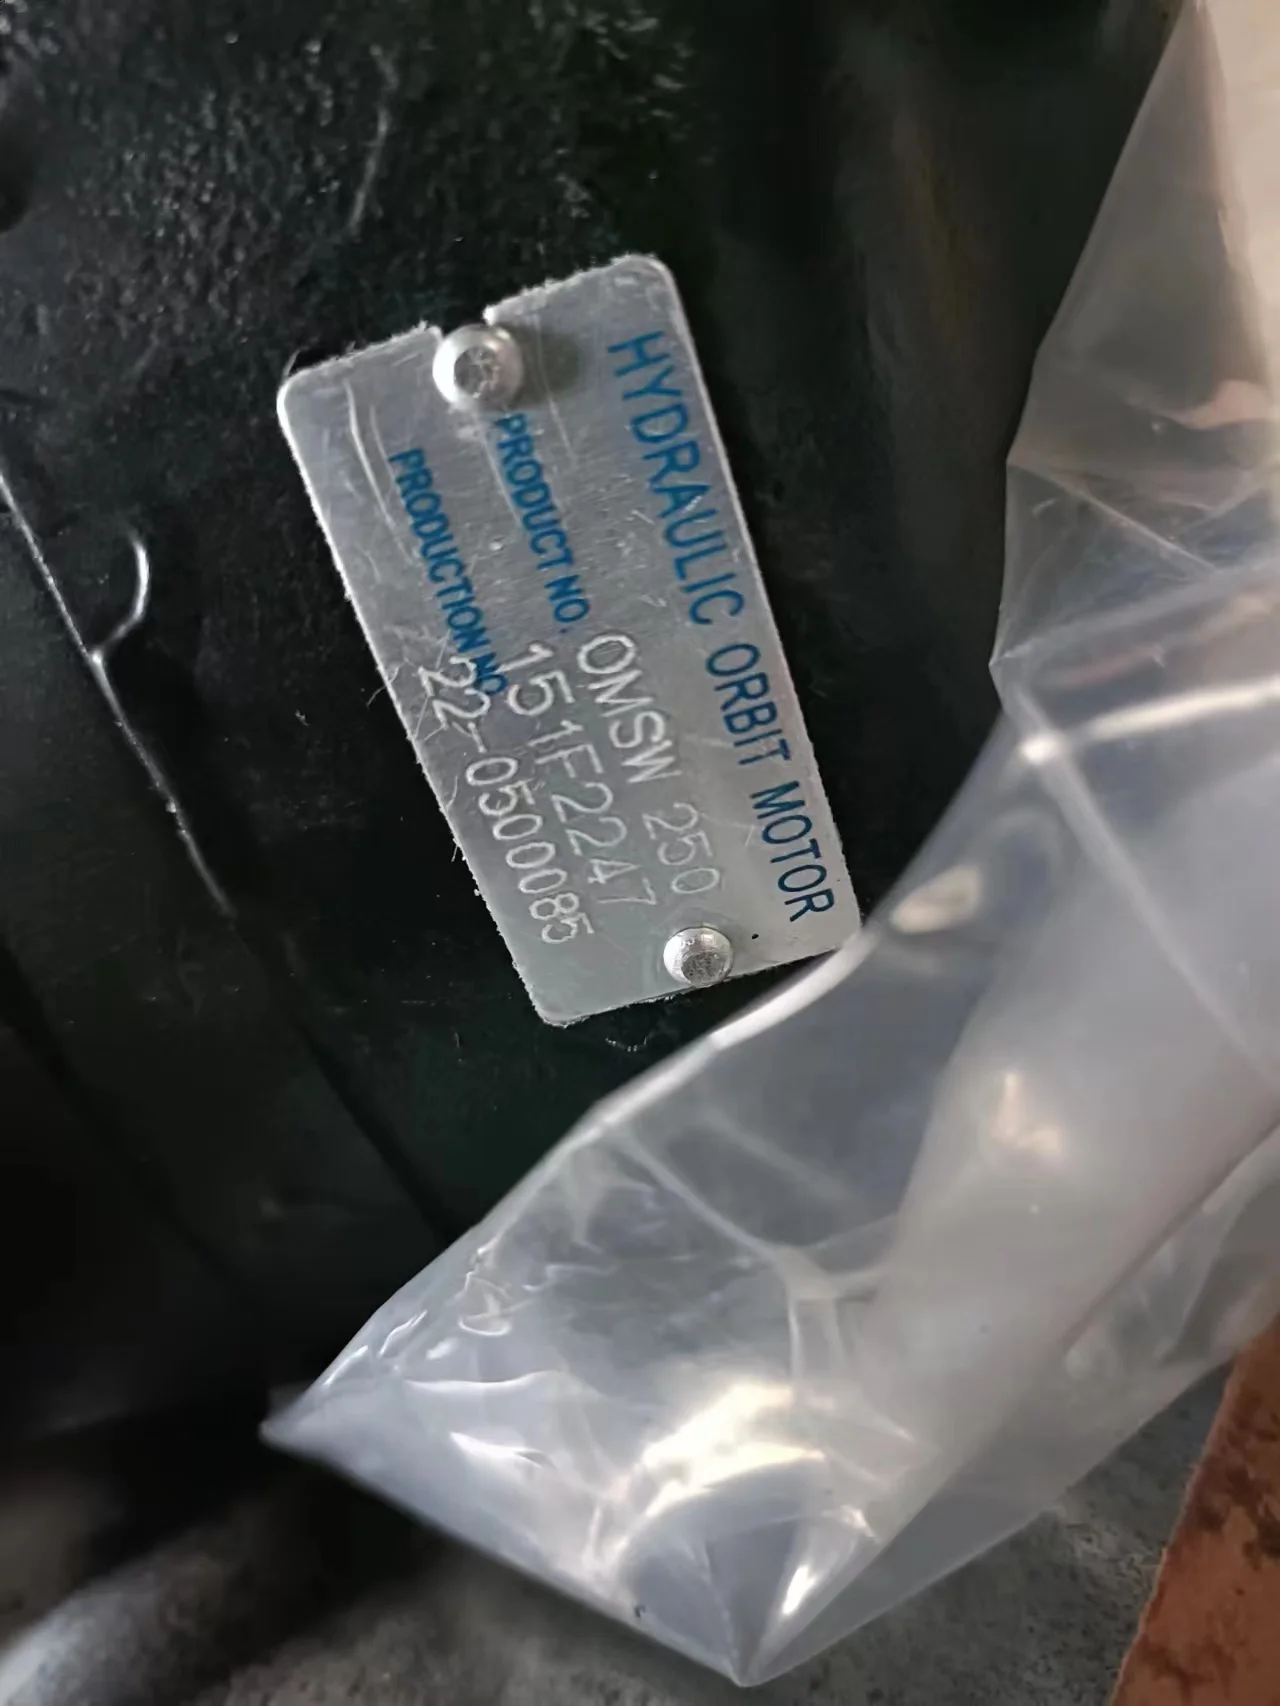 HYDRAULIC ORBIT MOTOR
OMSW 250
PRODUCT NO. 151F2247
PRODUCTION NO. 22-0500085